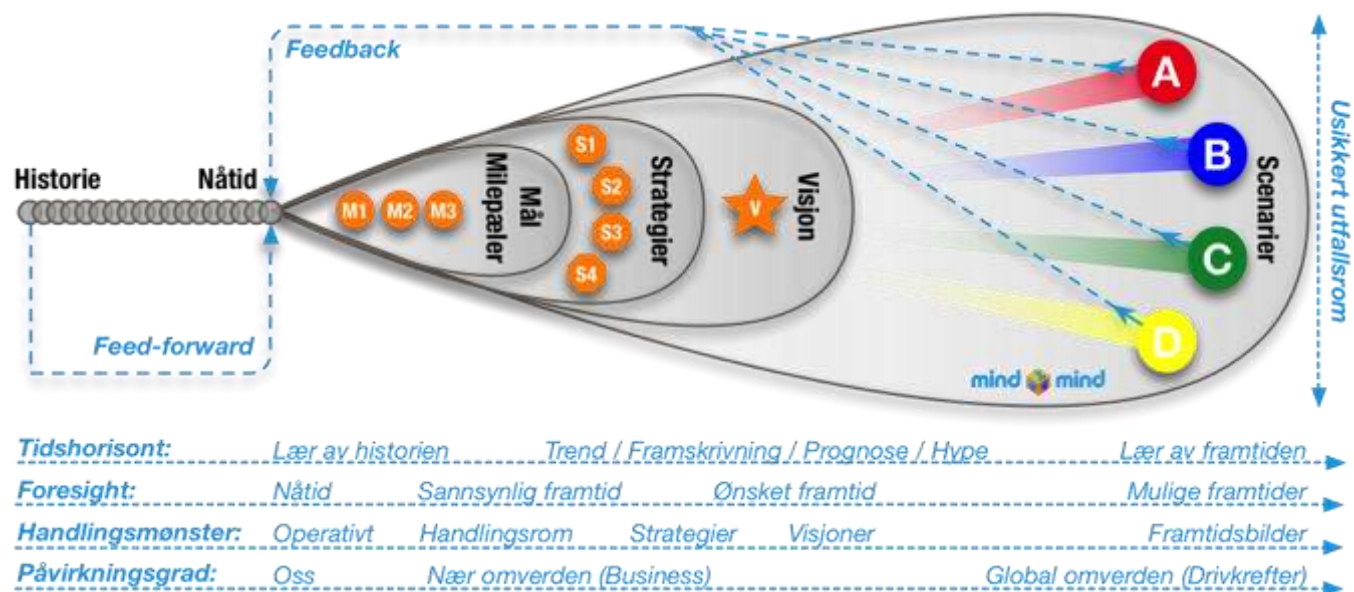 Feedback
Historie
Nåtid
Feed-forward
M1 M2 M3
Mål
Milepæler
S1
S2
S3
S4
Strategier
V
Visjon
A
B
C
D
Scenarier
Usikkert utfallsrom
mind mind
Tidshorisont: Lær av historien Trend / Framskrivning / Prognose / Hype Lær av framtiden
Foresight: Nåtid Sannsynlig framtid Ønsket framtid Mulige framtider
Handlingsmønster: Operativt Handlingsrom Strategier Visjoner Framtidsbilder
Påvirkningsgrad: Oss Nær omverden (Business) Global omverden (Drivkrefter)